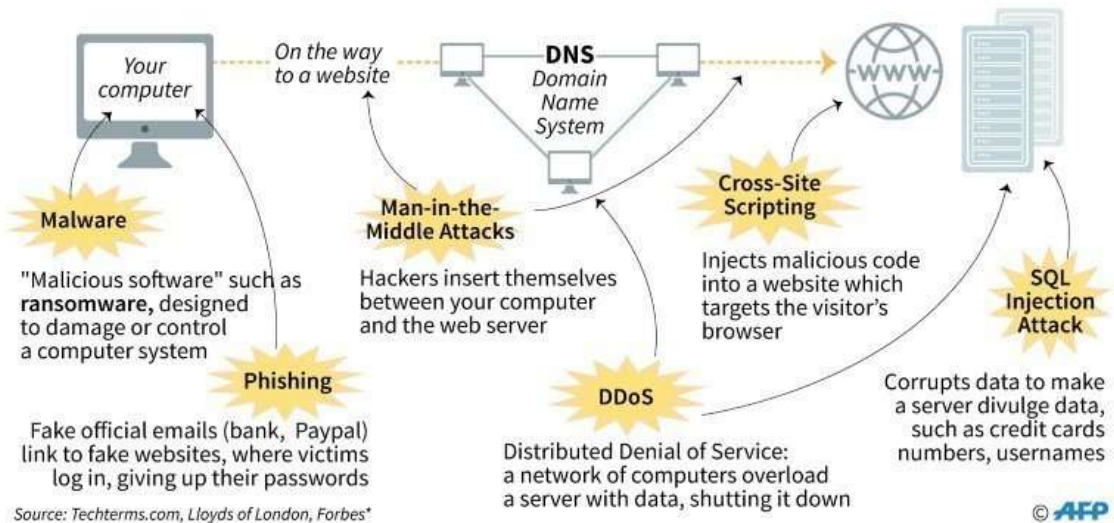 Your
computer
On the way
to a website
DNS
Domain
Name
System
WWW
Malware
"Malicious software" such as
ransomware, designed
to damage or control
a computer system
Phishing
Fake official emails (bank, Paypal)
link to fake websites, where victims
log in, giving up their passwords
Man-in-the-
Middle Attacks
Hackers insert themselves
between your computer
and the web server
DDoS
Distributed Denial of Service:
a network of computers overload
a server with data, shutting it down
Cross-Site
Scripting
Injects malicious code
into a website which
targets the visitor's
browser
SQL
Injection
Attack
Corrupts data to make
a server divulge data,
such as credit cards
numbers, usernames
Source: Techterms.com, Lloyds of London, Forbes*
© AFP